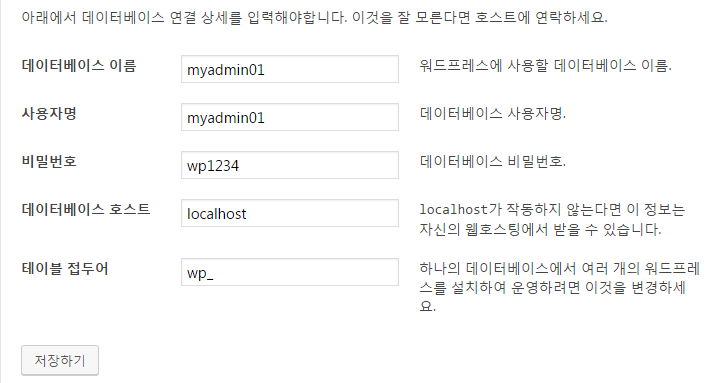 아래에서 데이터베이스 연결 상세를 입력해야합니다. 이것을 잘 모른다면 호스트에 연락하세요.
데이터베이스 이름 myadmin01 워드프레스에 사용할 데이터베이스 이름.
사용자명 myadmin01 데이터베이스 사용자명.
비밀번호 wp1234 데이터베이스 비밀번호.
데이터베이스 호스트 localhost localhost가 작동하지 않는다면 이 정보는
자신의 웹호스팅에서 받을 수 있습니다.
테이블 접두어 wp_ 하나의 데이터베이스에서 여러 개의 워드프레
스를 설치하여 운영하려면 이것을 변경하세
요.
저장하기